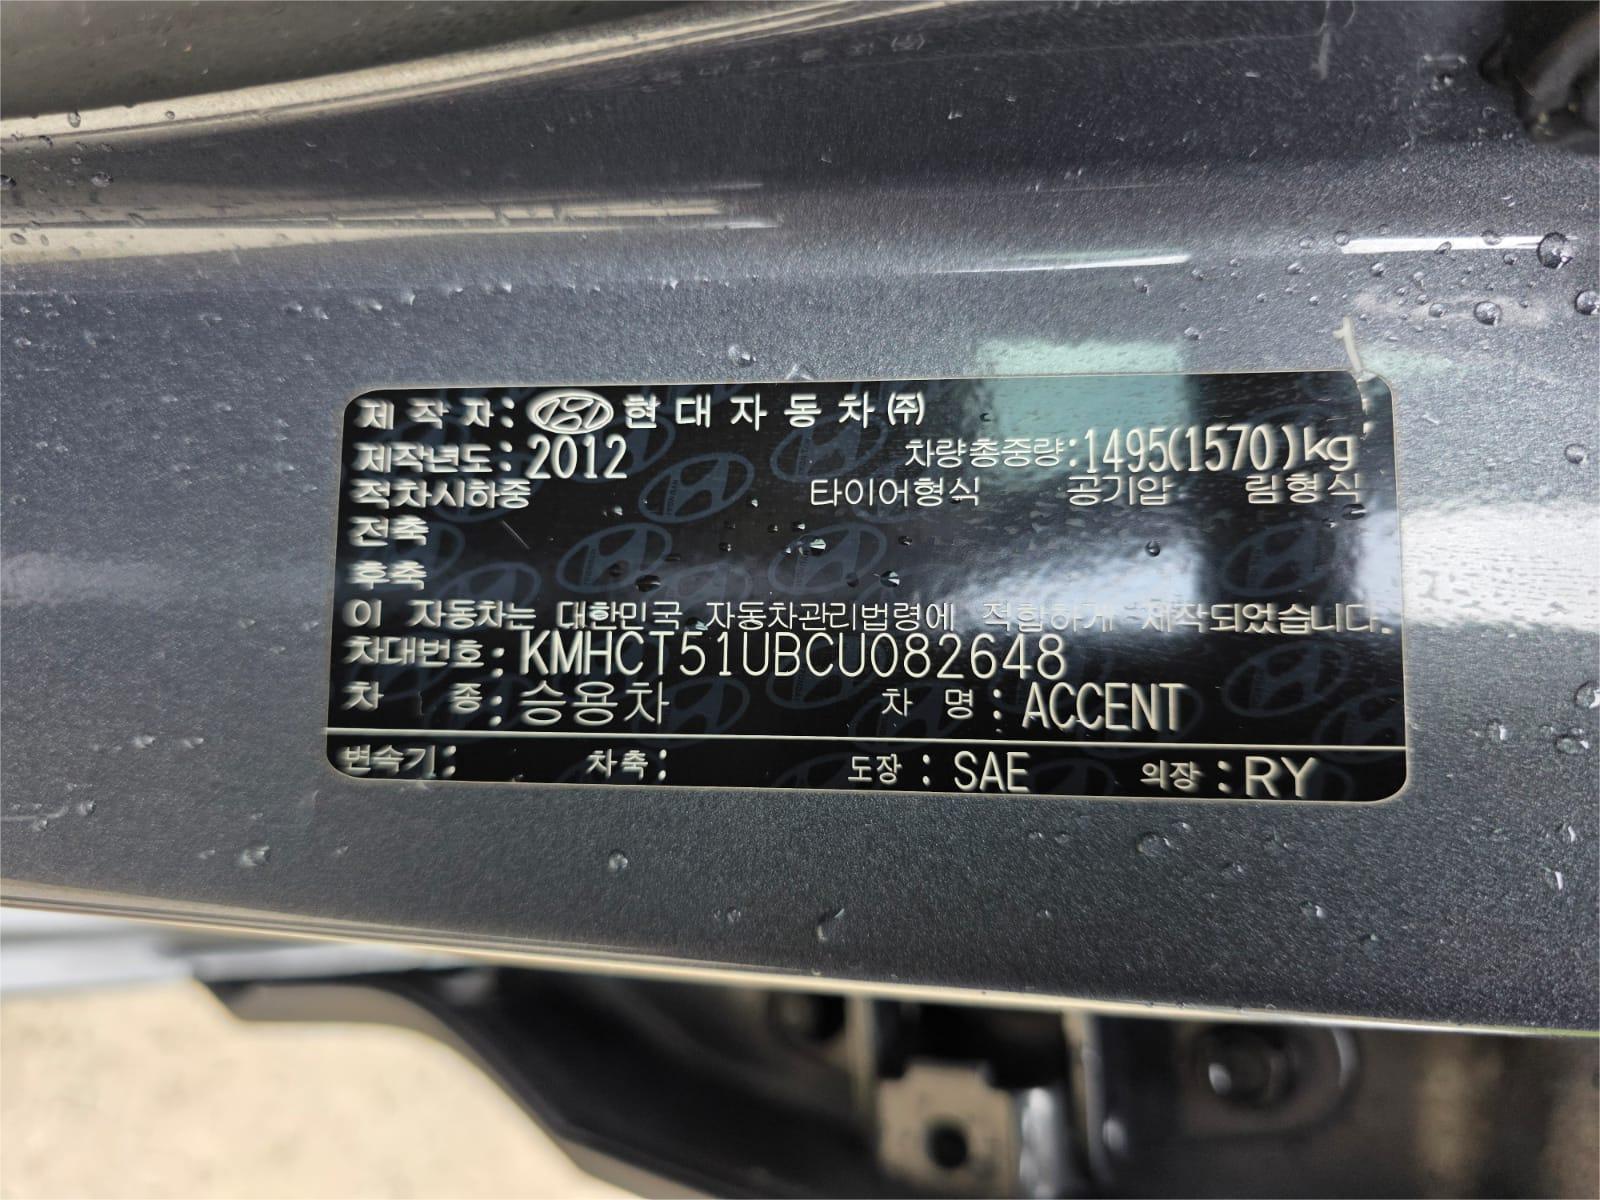 제 작 자 : 현 대 자 동 차 ㈜
제작년도 : 2012 차량총중량 : 1495(1570)kg
적차시하중 타이어형식 공기압 림형식
전축
후축
이 자동차는 대한민국 자동차관리법령에 적합하게 제작되었습니다.
차대번호 : KMHCT51UBCU082648
차 종 : 승용차 차 명 : ACCENT
변속기 : 차축 : 도장 : SAE 의장 : RY